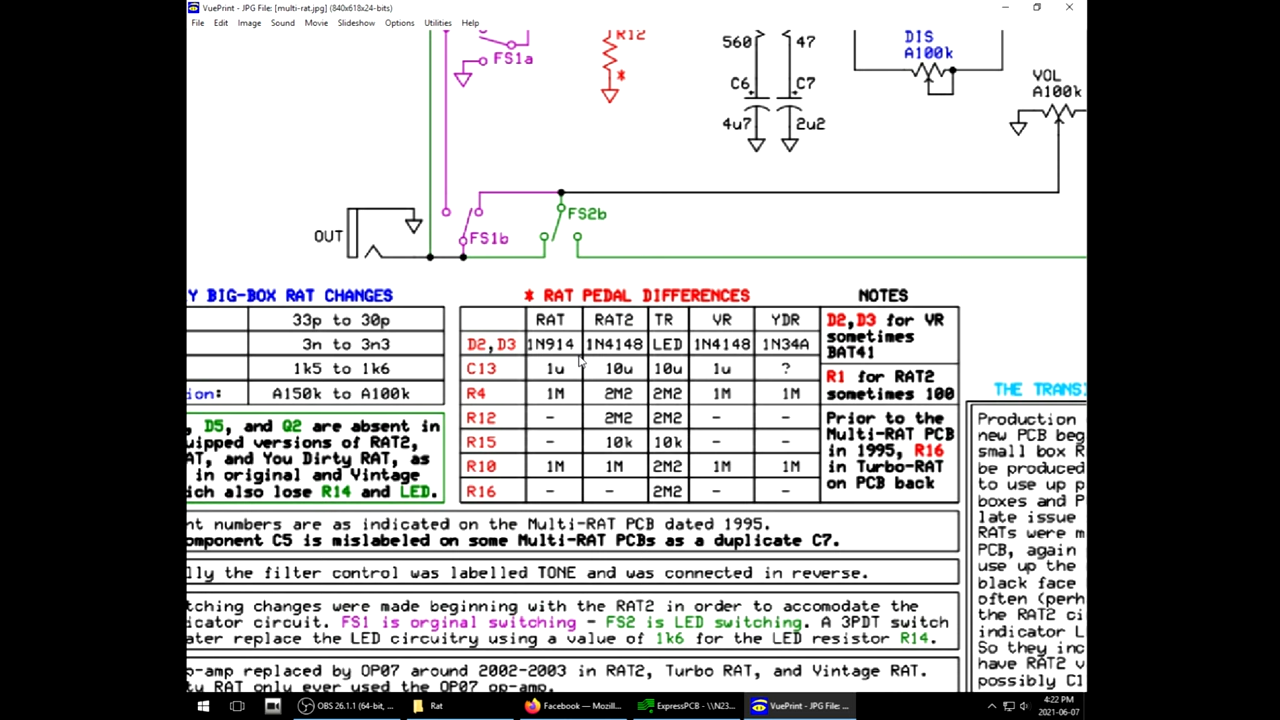 VuePrint - JPG File: [multi-rat.jpg] (840x618x24-bits)
File Edit Image Sound Movie Slideshow Options Utilities Help
R12
560 47
DIS
A100k
FS1a
*
C6 C7
VOL
A100k
4u7 2u2
FS2b
OUT
FS1b
Y BIG-BOX RAT CHANGES
33p to 30p
3n to 3n3
1k5 to 1k6
ion: A150k to A100k
, D5, and Q2 are absent in
uipped versions of RAT2,
AT, and You Dirty RAT, as
in original and Vintage
ich also lose R14 and LED.
* RAT PEDAL DIFFERENCES
RAT RAT2 TR VR YDR
D2,D3 1N914 1N4148 LED 1N4148 1N34A
C13 1u 10u 10u 1u ?
R4 1M 2M2 2M2 1M 1M
R12 - 2M2 2M2 - -
R15 - 10k 10k - -
R10 1M 1M 2M2 1M 1M
R16 - - 2M2 - -
NOTES
D2,D3 for VR
sometimes
BAT41
R1 for RAT2
sometimes 100
Prior to the
Multi-RAT PCB
in 1995, R16
in Turbo-RAT
on PCB back
nt numbers are as indicated on the Multi-RAT PCB dated 1995.
omponent C5 is mislabeled on some Multi-RAT PCBs as a duplicate C7.
lly the filter control was labelled TONE and was connected in reverse.
tching changes were made beginning with the RAT2 in order to accomodate the
icator circuit. FS1 is orginal switching - FS2 is LED switching. A 3PDT switch
ater replace the LED circuitry using a value of 1k6 for the LED resistor R14.
p-amp replaced by OP07 around 2002-2003 in RAT2, Turbo RAT, and Vintage RAT.
ty RAT only ever used the OP07 op-amp.
THE TRANSI
Production
new PCB beg
small box R
be produced
to use up p
boxes and P
late issue
RATs were m
PCB, again
use up the
black face
often (perh
the RAT2 ci
indicator L
So they inc
have RAT2 v
possibly C1
OBS 26.1.1 (64-bit, ... Rat Facebook — Mozill... ExpressPCB - \\N23... VuePrint - JPG File: ... 4:22 PM
2021-06-07